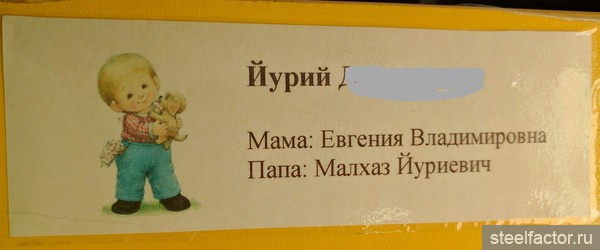 Йурий Д
Мама: Евгения Владимировна
Папа: Малхаз Йуриевич
steelfactor.ru